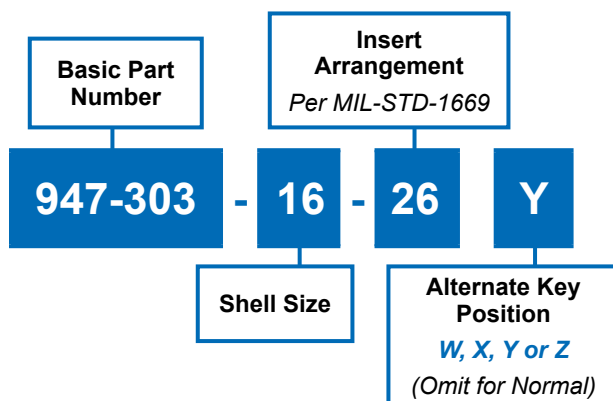 Basic Part
Number
Insert
Arrangement
Per MIL-STD-1669
947-303 - 16 - 26 Y
Shell Size
Alternate Key
Position
W, X, Y or Z
(Omit for Normal)